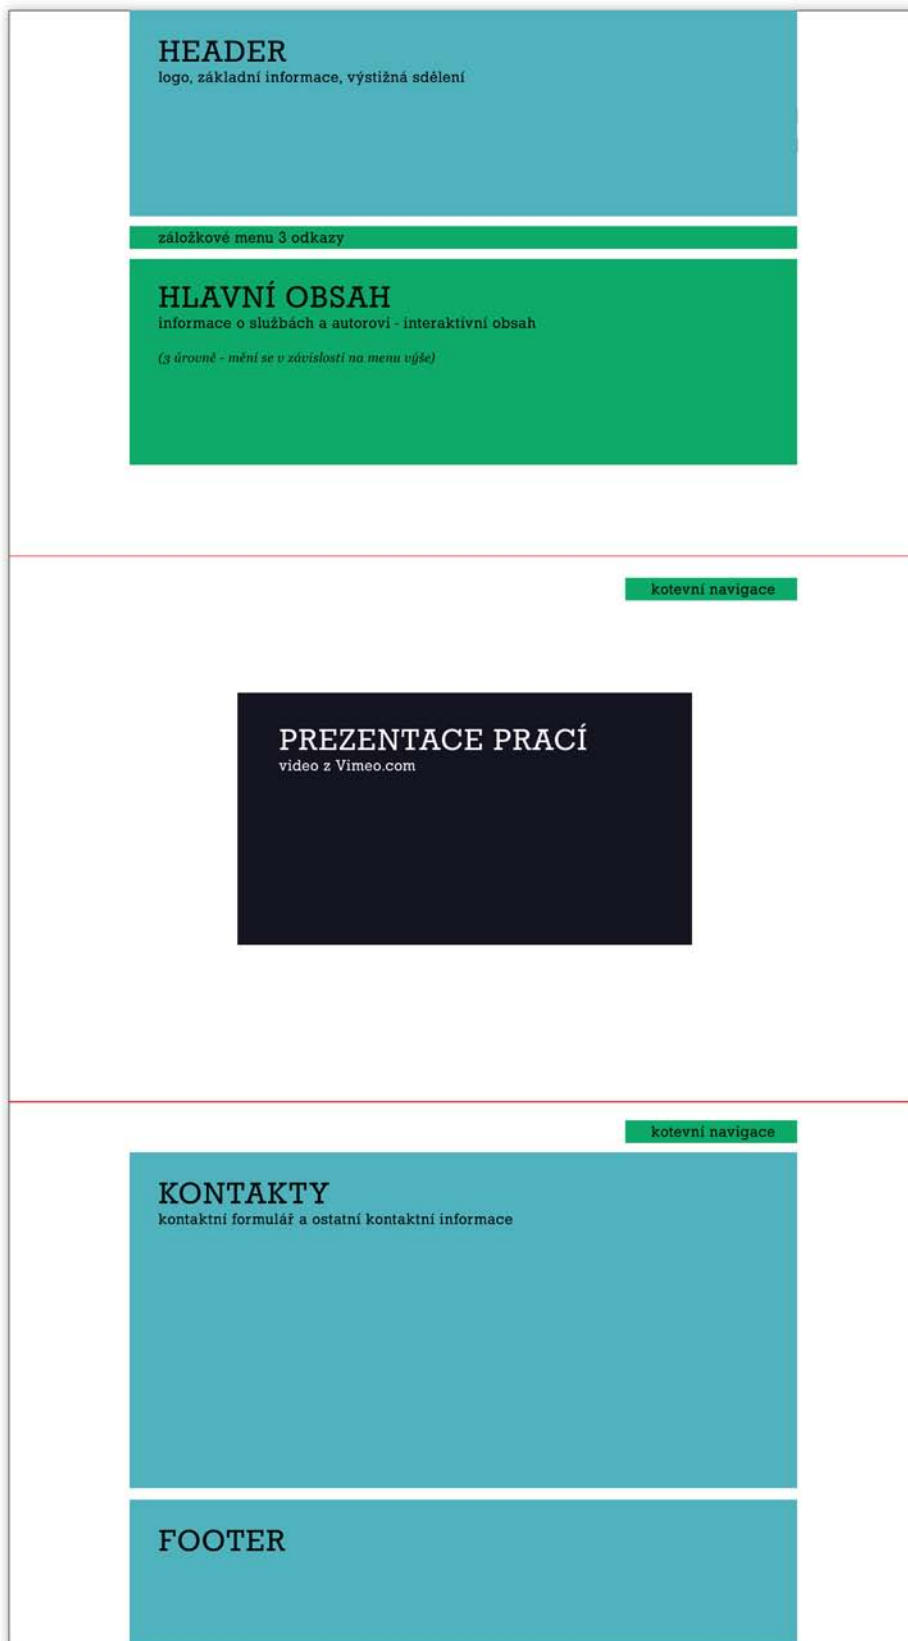 HEADER
logo, základní informace, výstižná sdělení
záložkové menu 3 odkazy
HLAVNÍ OBSAH
informace o službách a autorovi - interaktivní obsah
(3 úrovně - mění se v závislosti na menu výše)
kotevní navigace
PREZENTACE PRACÍ
video z Vimeo.com
kotevní navigace
KONTAKTY
kontaktní formulář a ostatní kontaktní informace
FOOTER